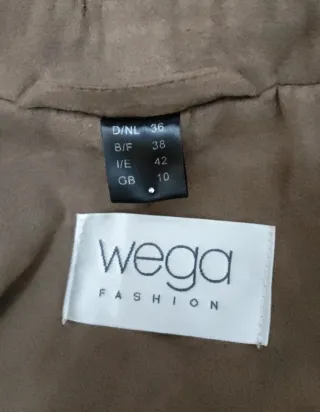 D/NL 36
B/F 38
I/E 42
GB 10
wega
FASHION